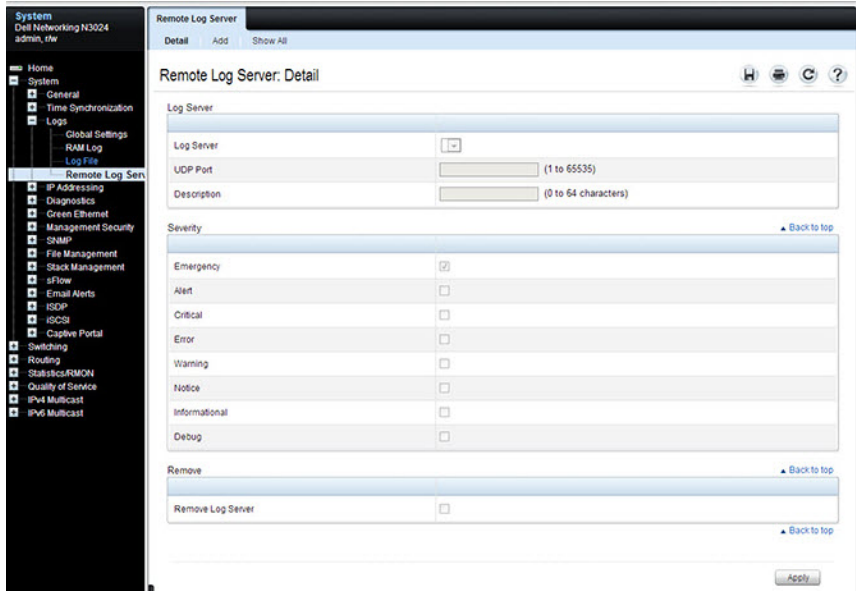 System
Dell Networking N3024
admin, r/w
Home
System
General
Time Synchronization
Logs
Global Settings
RAM Log
Log File
Remote Log Serv
IP Addressing
Diagnostics
Green Ethernet
Management Security
SNMP
File Management
Stack Management
sFlow
Email Alerts
ISDP
iSCSI
Captive Portal
Switching
Routing
Statistics/RMON
Quality of Service
IPv4 Multicast
IPv6 Multicast
Remote Log Server
Detail Add Show All
Remote Log Server: Detail
Log Server
Log Server
UDP Port (1 to 65535)
Description (0 to 64 characters)
Severity Back to top
Emergency
Alert
Critical
Error
Warning
Notice
Informational
Debug
Remove Back to top
Remove Log Server
Back to top
Apply